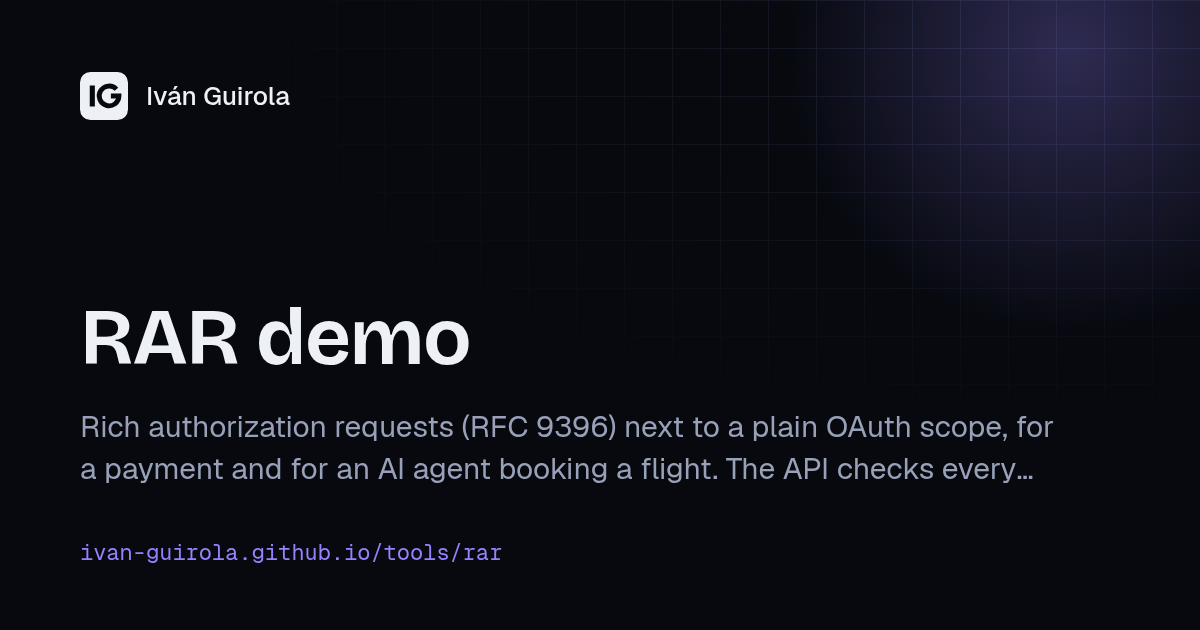 IG Iván Guirola
RAR demo
Rich authorization requests (RFC 9396) next to a plain OAuth scope, for
a payment and for an AI agent booking a flight. The API checks every…
ivan-guirola.github.io/tools/rar